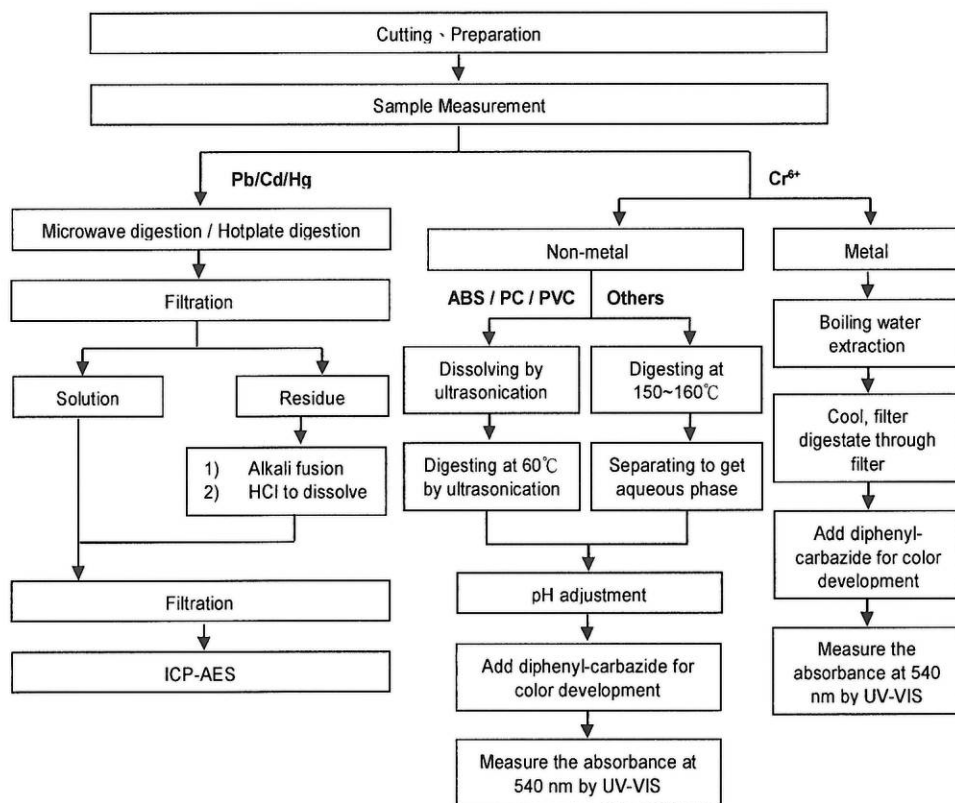 Cutting、Preparation
Sample Measurement
Pb/Cd/Hg
Cr⁶⁺
Microwave digestion / Hotplate digestion
Non-metal
Metal
Filtration
ABS / PC / PVC
Others
Boiling water
extraction
Solution
Residue
Dissolving by
ultrasonication
Digesting at
150~160℃
Cool, filter
digestate through
filter
1) Alkali fusion
2) HCl to dissolve
Digesting at 60℃
by ultrasonication
Separating to get
aqueous phase
Add diphenyl-
carbazide for color
development
Filtration
pH adjustment
ICP-AES
Add diphenyl-carbazide for
color development
Measure the
absorbance at 540
nm by UV-VIS
Measure the absorbance at
540 nm by UV-VIS